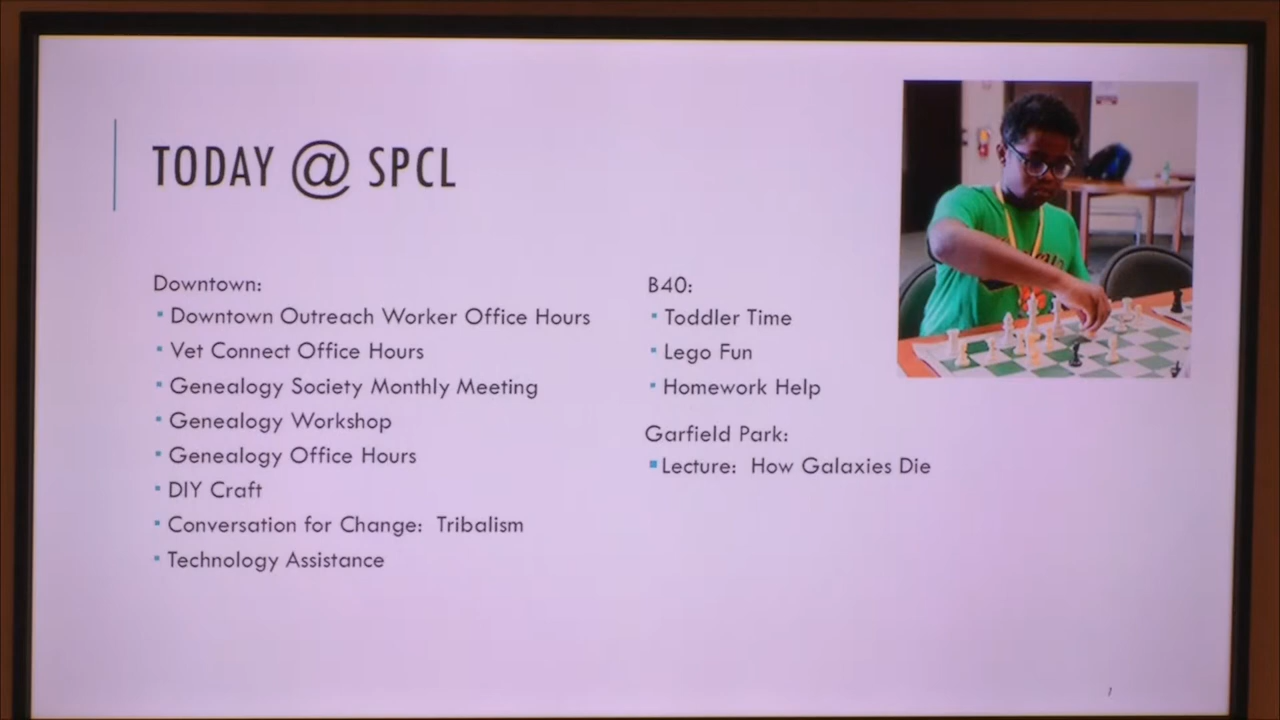 TODAY @ SPCL
Downtown:
Downtown Outreach Worker Office Hours
Vet Connect Office Hours
Genealogy Society Monthly Meeting
Genealogy Workshop
Genealogy Office Hours
DIY Craft
Conversation for Change: Tribalism
Technology Assistance
B40:
Toddler Time
Lego Fun
Homework Help
Garfield Park:
Lecture: How Galaxies Die
1